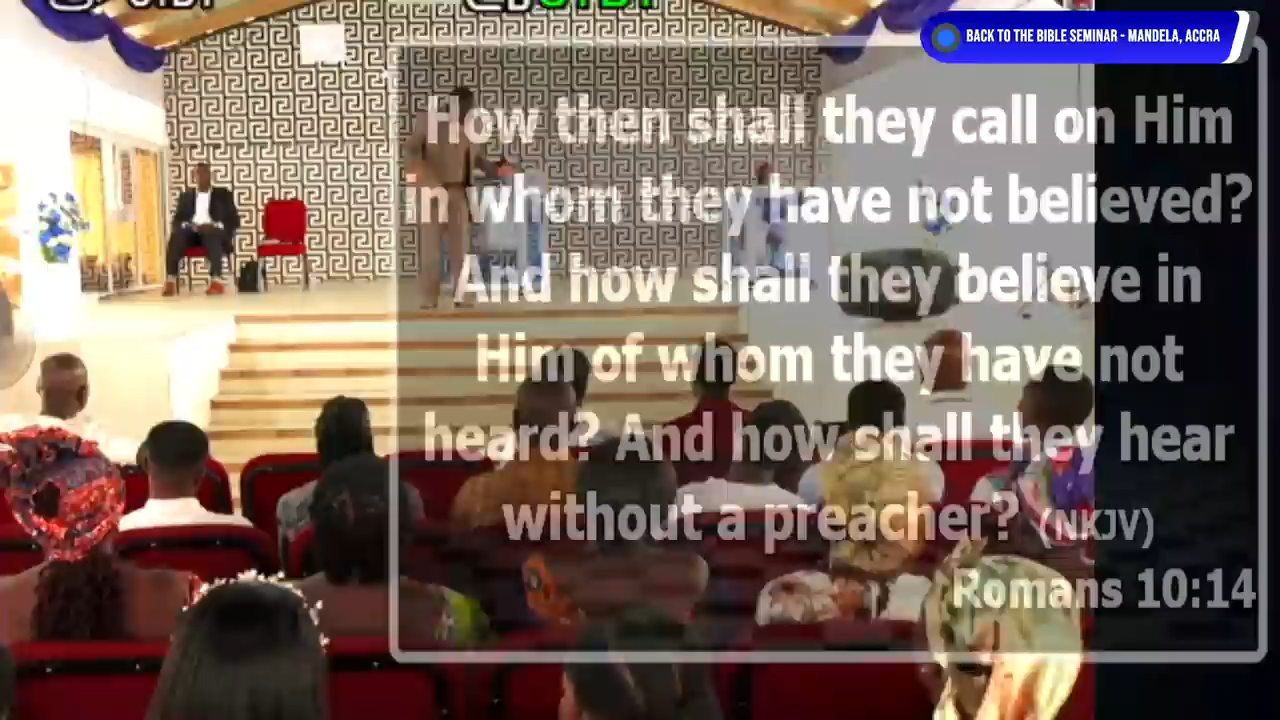 BACK TO THE BIBLE SEMINAR - MANDELA, ACCRA
How then shall they call on Him
in whom they have not believed?
And how shall they believe in
Him of whom they have not
heard? And how shall they hear
without a preacher? (NKJV)
Romans 10:14